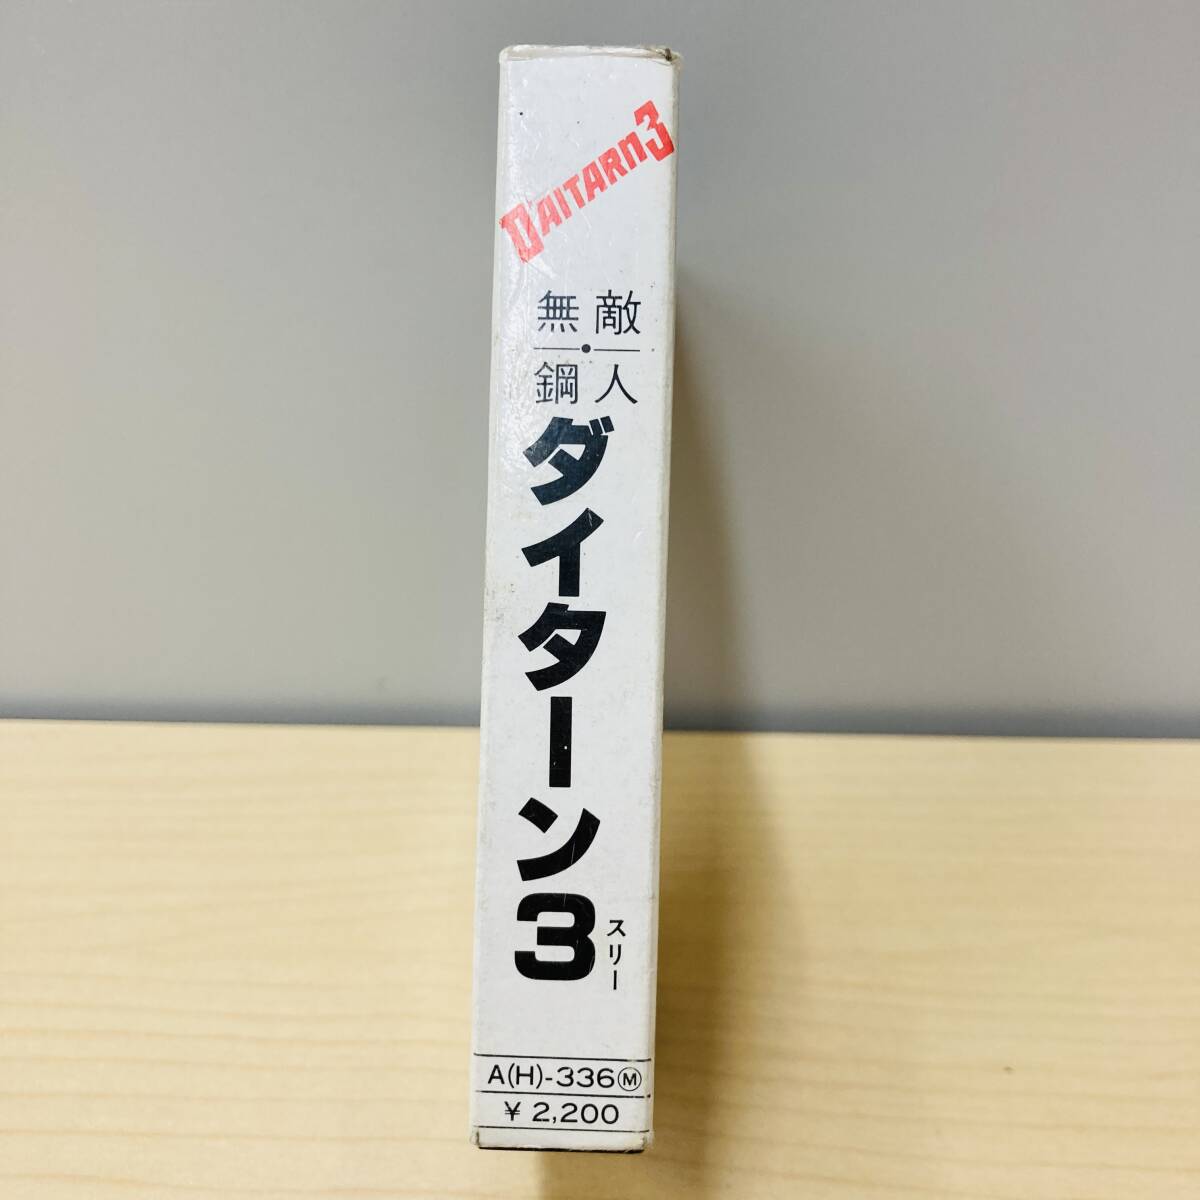 DAITARN3
無敵
鋼人
ダイターン3
スリー
A(H)-336Ⓜ
¥ 2,200